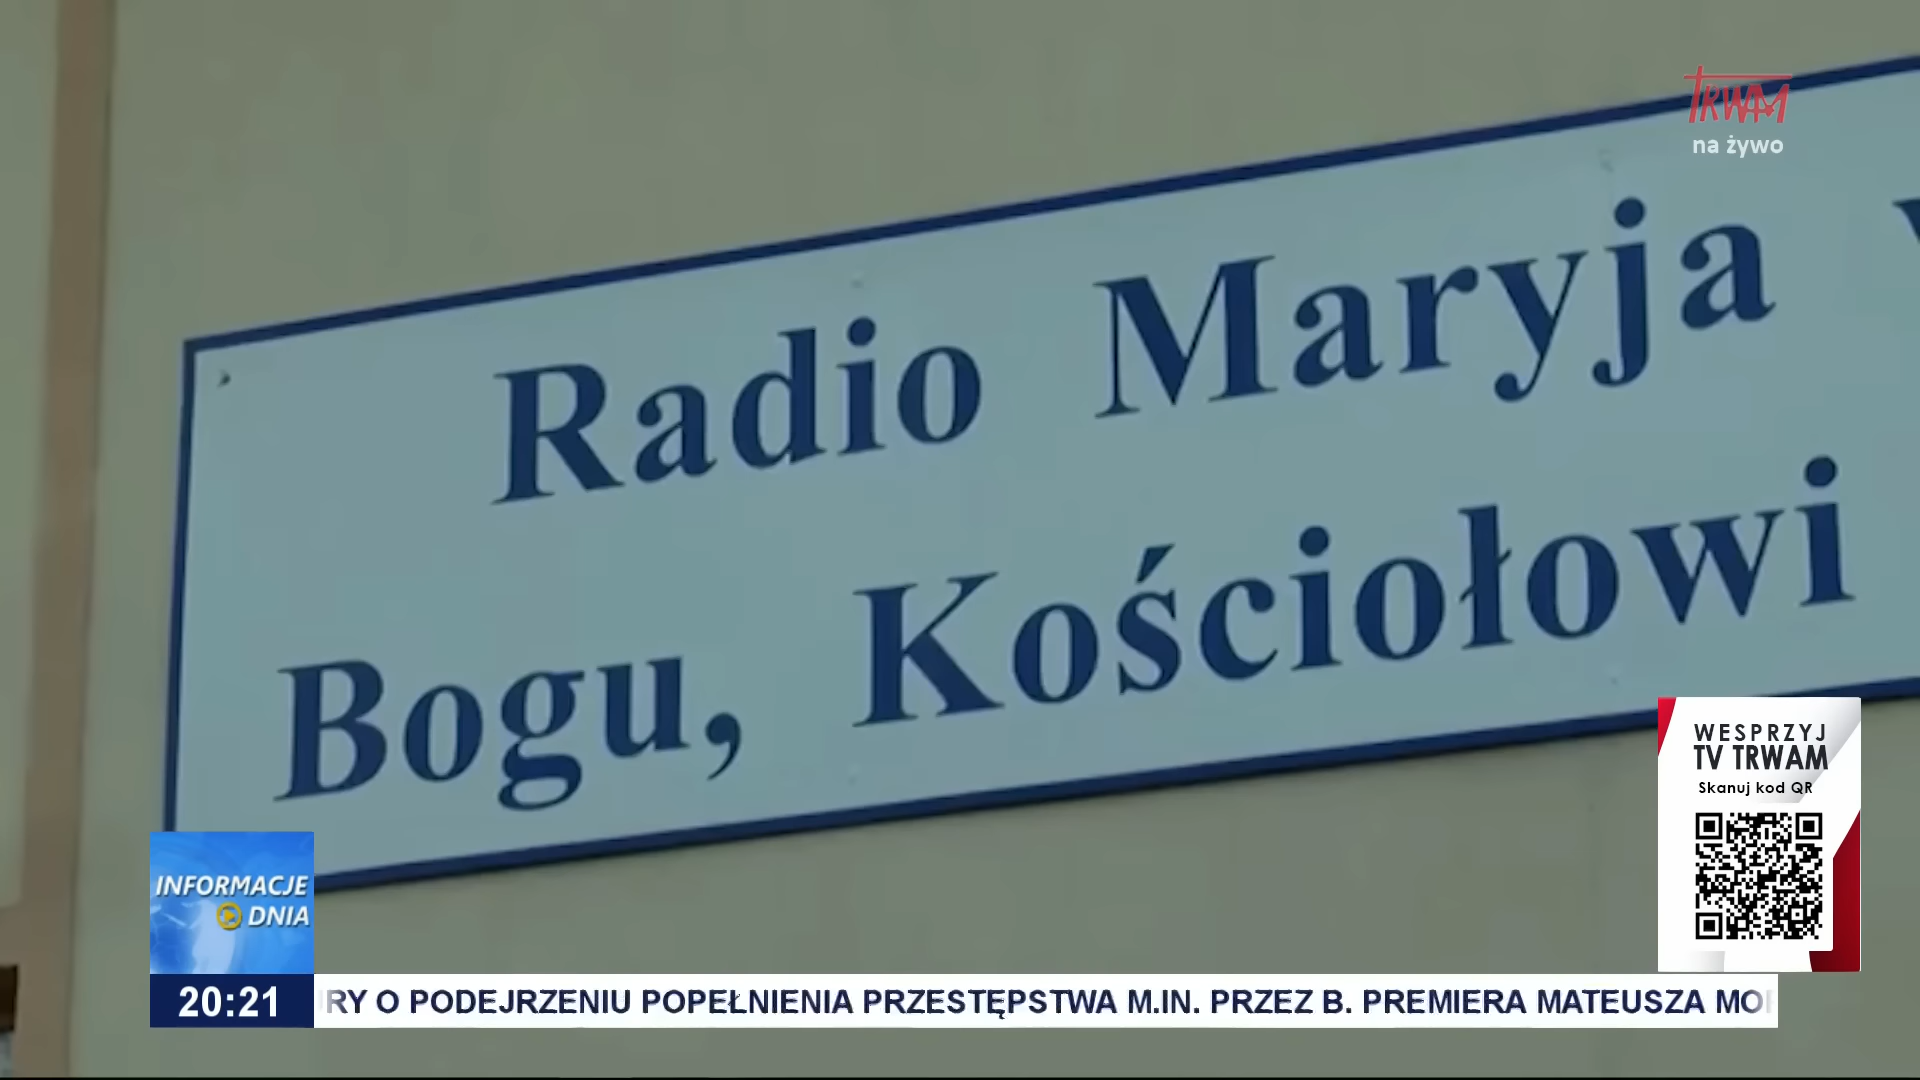 TRWAM
na żywo
Radio Maryja
Bogu, Kościołowi
WESPRZYJ
TV TRWAM
Skanuj kod QR
INFORMACJE
DNIA
20:21
RY O PODEJRZENIU POPEŁNIENIA PRZESTĘPSTWA M.IN. PRZEZ B. PREMIERA MATEUSZA MO